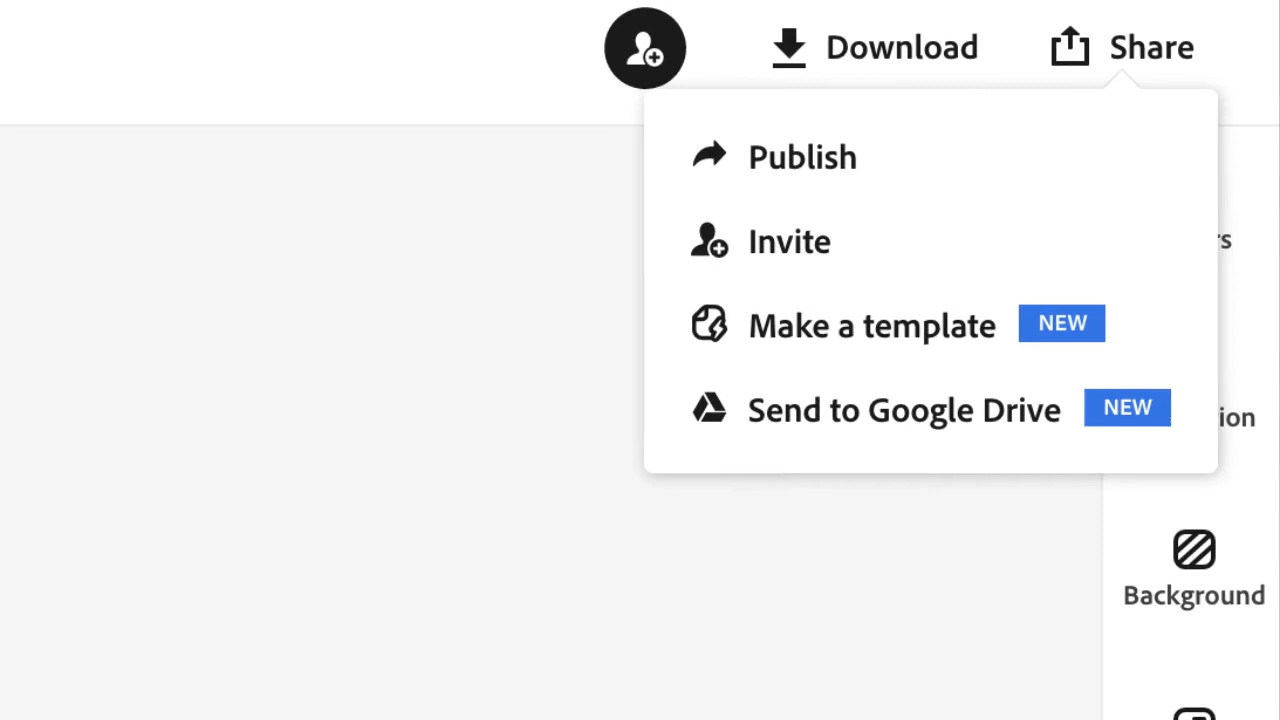 Download
Share
Publish
Invite
Make a template NEW
Send to Google Drive NEW
Background